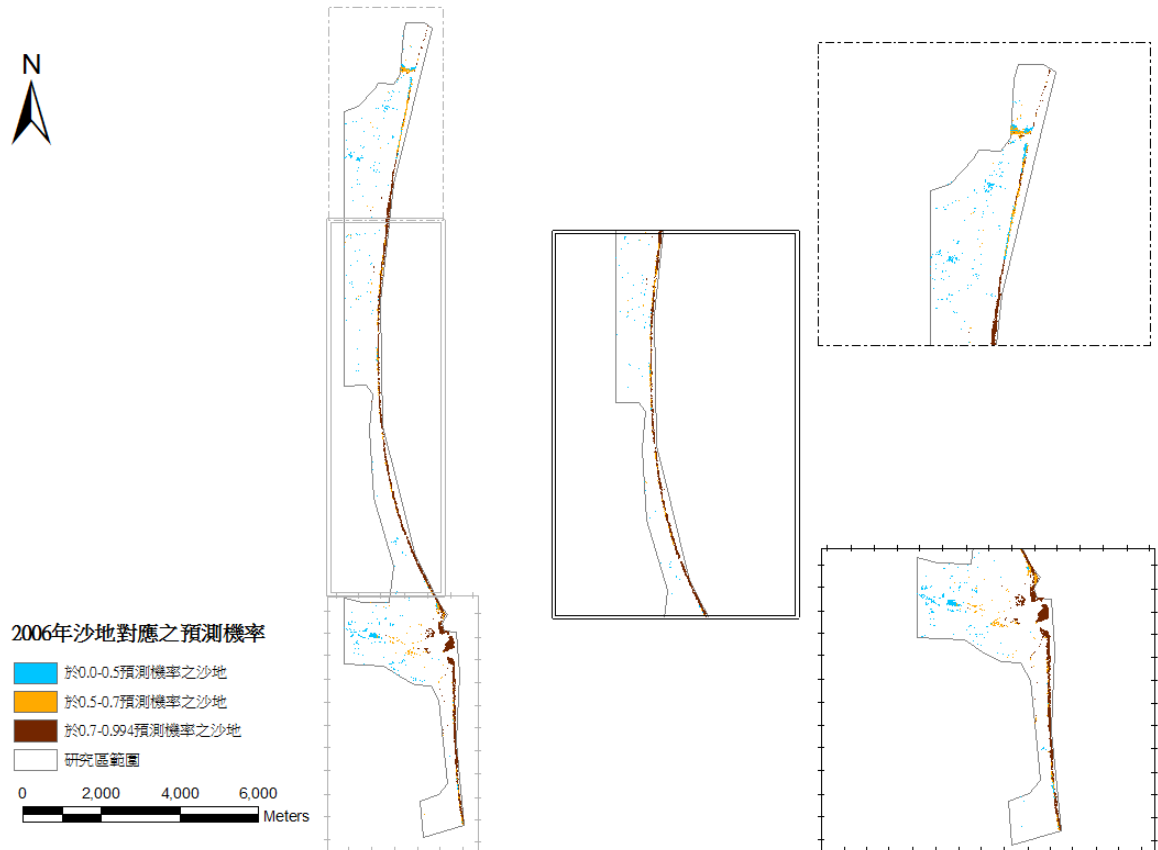 N
2006年沙地對應之預測機率
於0.0-0.5預測機率之沙地
於0.5-0.7預測機率之沙地
於0.7-0.994預測機率之沙地
研究區範圍
0 2,000 4,000 6,000
Meters